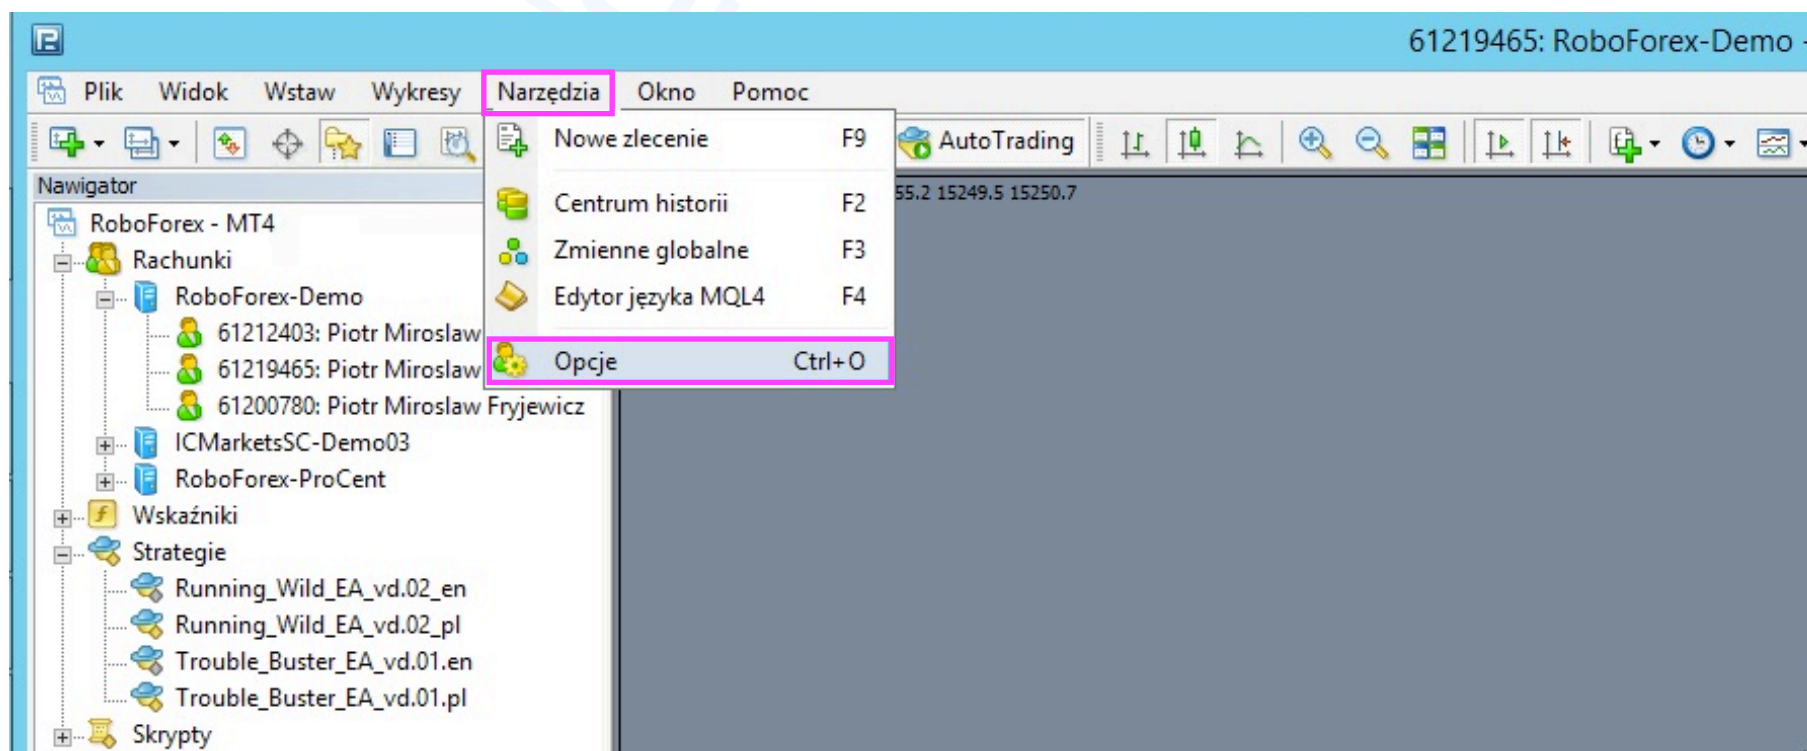 61219465: RoboForex-Demo -
Plik Widok Wstaw Wykresy Narzędzia Okno Pomoc
AutoTrading
Nowe zlecenie F9
Centrum historii F2
Zmienne globalne F3
Edytor języka MQL4 F4
Opcje Ctrl+O
55.2 15249.5 15250.7
Nawigator
RoboForex - MT4
Rachunki
RoboForex-Demo
61212403: Piotr Miroslaw
61219465: Piotr Miroslaw
61200780: Piotr Miroslaw Fryjewicz
ICMarketsSC-Demo03
RoboForex-ProCent
Wskaźniki
Strategie
Running_Wild_EA_vd.02_en
Running_Wild_EA_vd.02_pl
Trouble_Buster_EA_vd.01.en
Trouble_Buster_EA_vd.01.pl
Skrypty